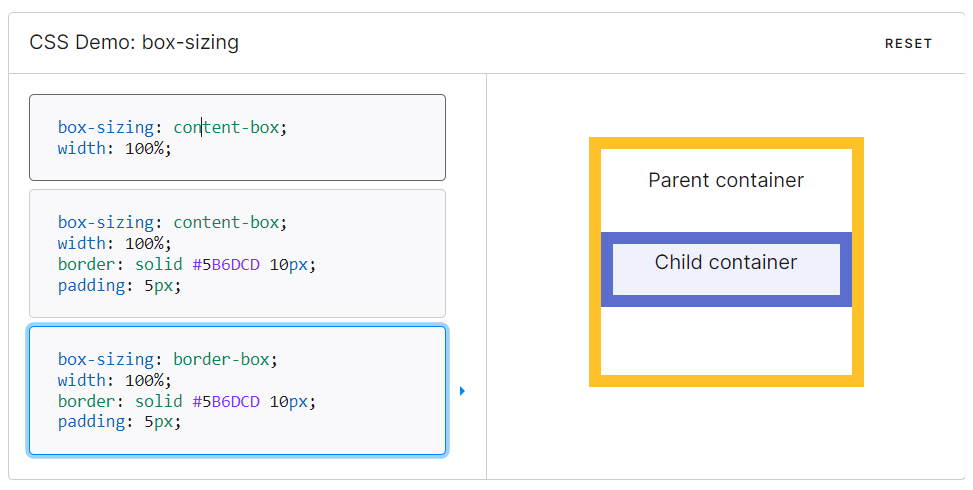 CSS Demo: box-sizing
RESET
box-sizing: content-box;
width: 100%;
box-sizing: content-box;
width: 100%;
border: solid #5B6DCD 10px;
padding: 5px;
box-sizing: border-box;
width: 100%;
border: solid #5B6DCD 10px;
padding: 5px;
Parent container
Child container